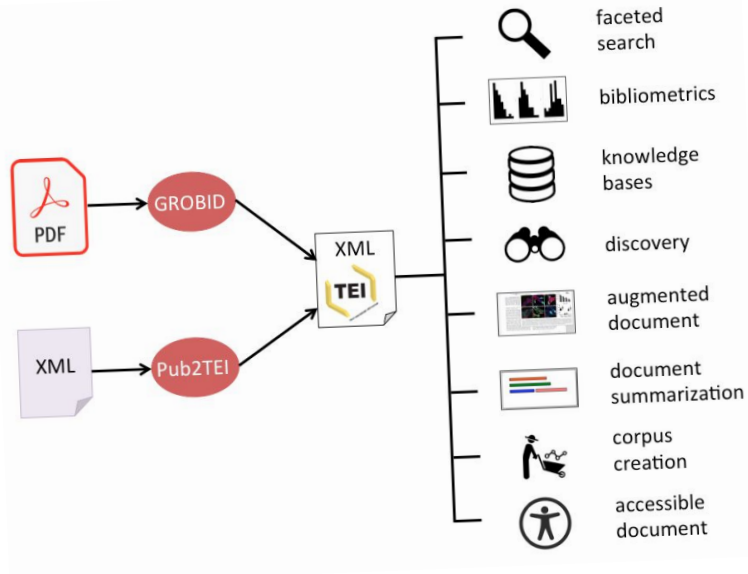 PDF
GROBID
XML
Pub2TEI
XML
TEI
faceted
search
bibliometrics
knowledge
bases
discovery
augmented
document
document
summarization
corpus
creation
accessible
document